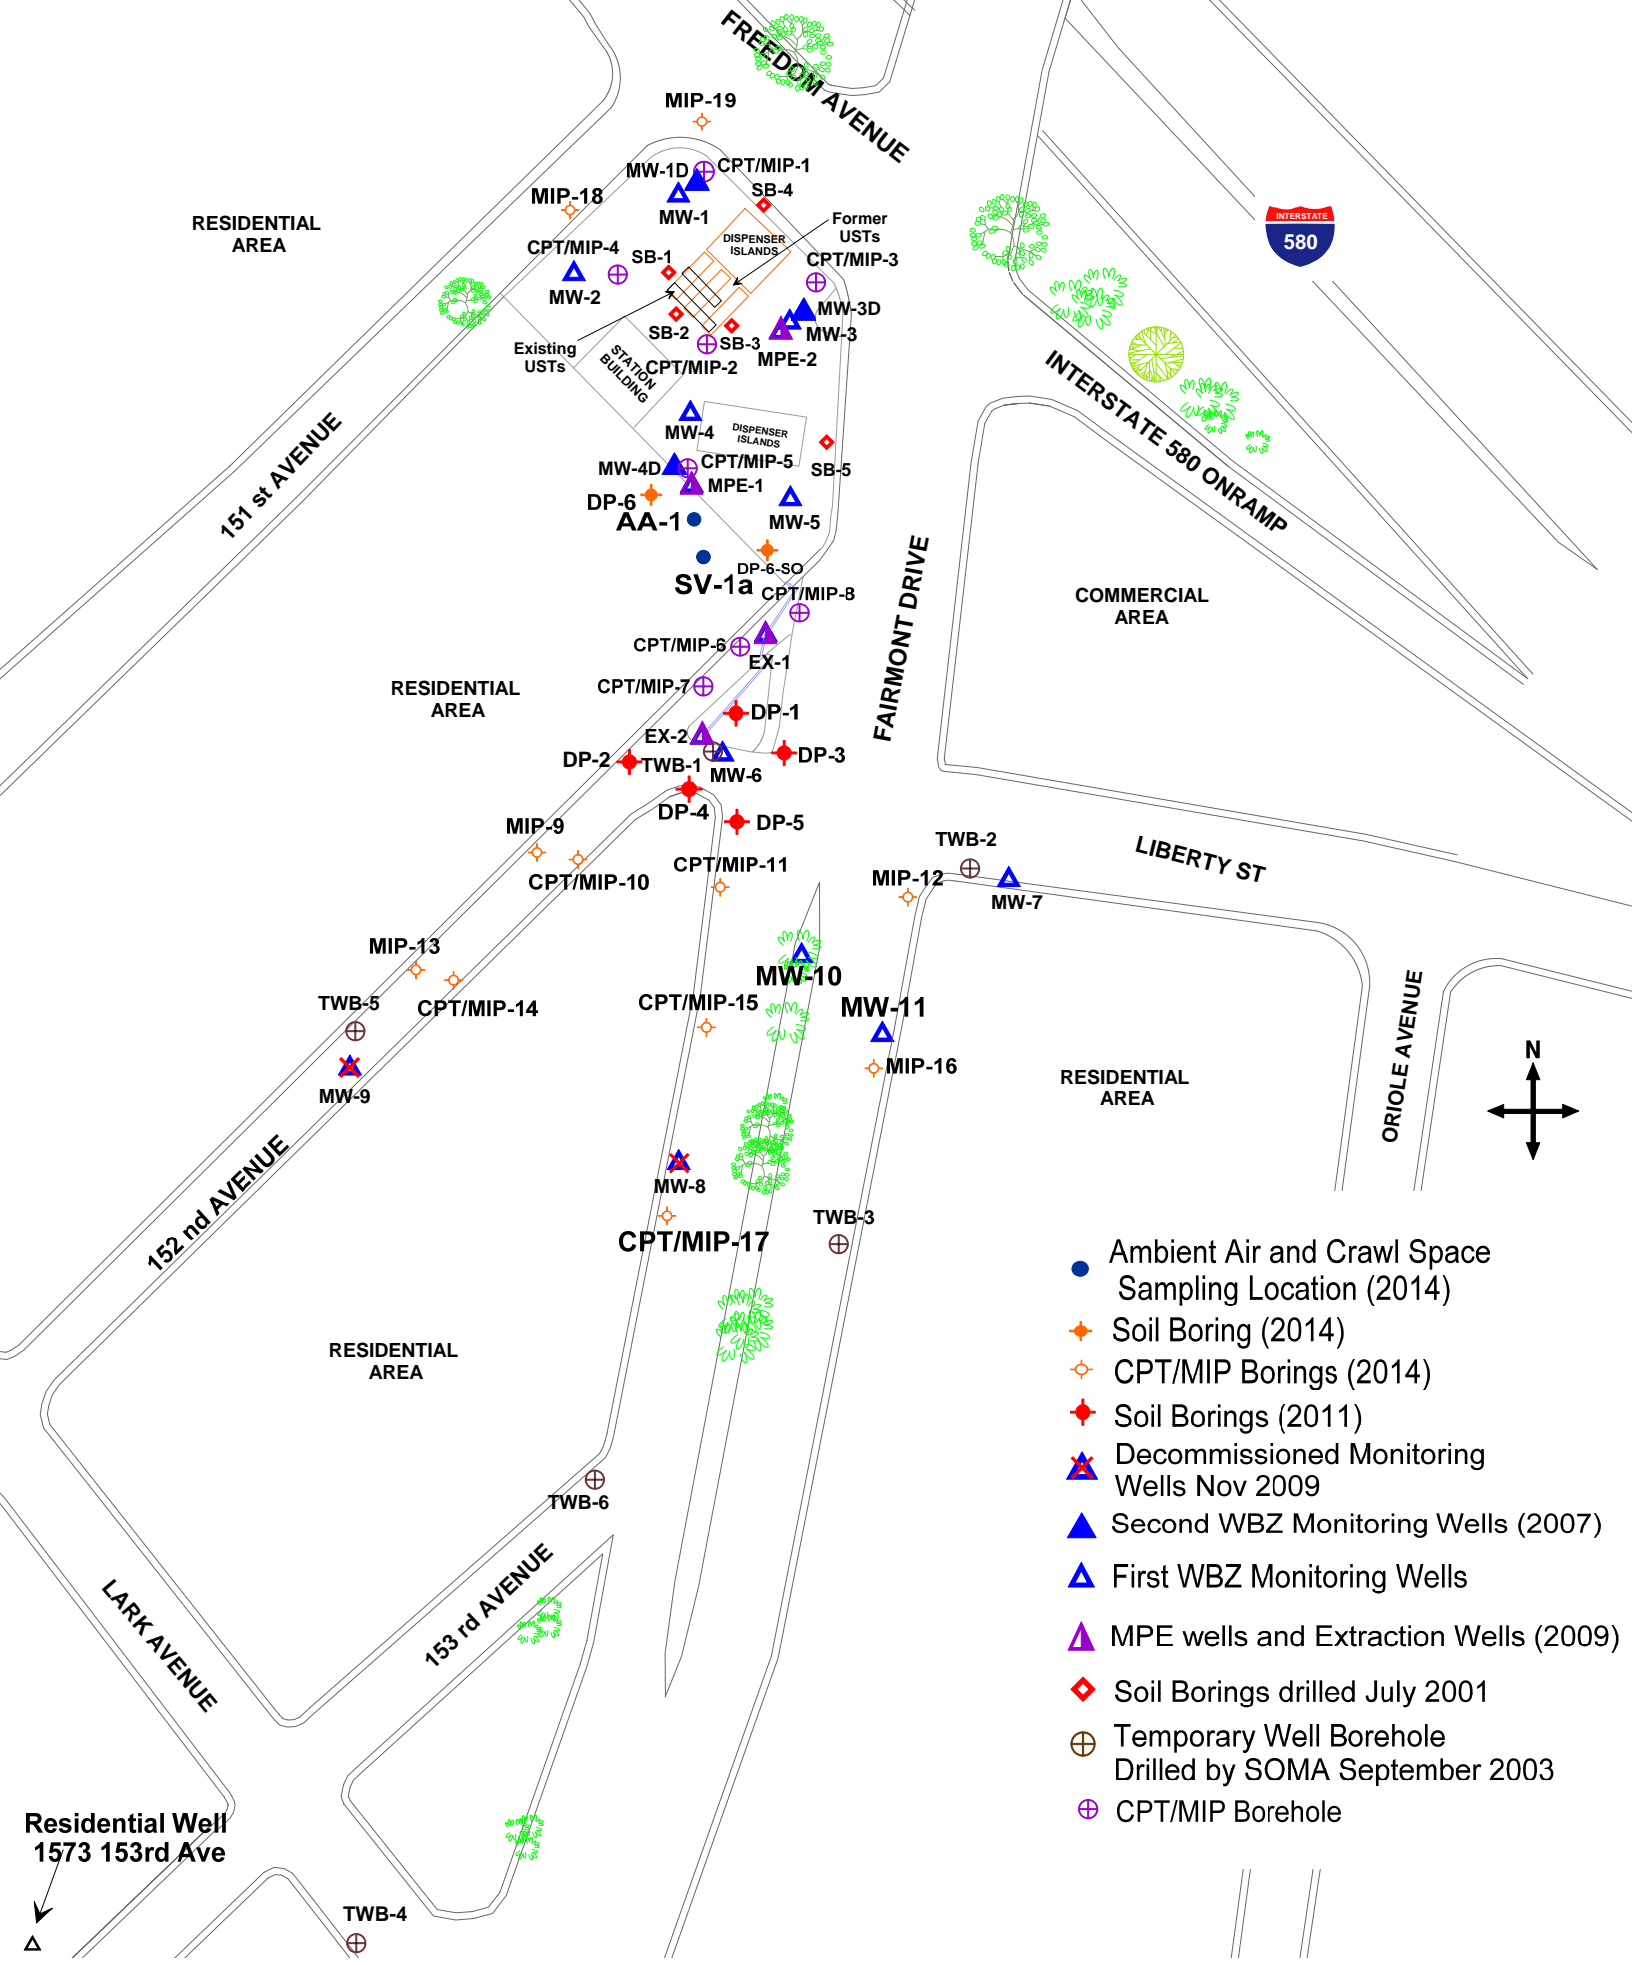 FREEDOM AVENUE
MIP-19
MW-1D
CPT/MIP-1
SB-4
MIP-18
MW-1
Former
USTs
RESIDENTIAL
AREA
INTERSTATE
580
DISPENSER
ISLANDS
CPT/MIP-4
SB-1
CPT/MIP-3
MW-2
MW-3D
SB-2
SB-3
MW-3
Existing
USTs
MPE-2
CPT/MIP-2
STATION
BUILDING
INTERSTATE 580 ONRAMP
151 st AVENUE
MW-4
DISPENSER
ISLANDS
MW-4D
CPT/MIP-5
SB-5
MPE-1
DP-6
AA-1
MW-5
DP-6-SO
SV-1a
CPT/MIP-8
FAIRMONT DRIVE
COMMERCIAL
AREA
CPT/MIP-6
EX-1
CPT/MIP-7
RESIDENTIAL
AREA
DP-1
EX-2
DP-2
TWB-1
MW-6
DP-3
DP-4
DP-5
MIP-9
CPT/MIP-10
CPT/MIP-11
TWB-2
LIBERTY ST
MIP-12
MW-7
MIP-13
MW-10
TWB-5
CPT/MIP-14
CPT/MIP-15
MW-11
ORIOLE AVENUE
N
MIP-16
RESIDENTIAL
AREA
MW-9
152 nd AVENUE
MW-8
TWB-3
CPT/MIP-17
RESIDENTIAL
AREA
TWB-6
153 rd AVENUE
LARK AVENUE
Residential Well
1573 153rd Ave
TWB-4
Ambient Air and Crawl Space
Sampling Location (2014)
Soil Boring (2014)
CPT/MIP Borings (2014)
Soil Borings (2011)
Decommissioned Monitoring
Wells Nov 2009
Second WBZ Monitoring Wells (2007)
First WBZ Monitoring Wells
MPE wells and Extraction Wells (2009)
Soil Borings drilled July 2001
Temporary Well Borehole
Drilled by SOMA September 2003
CPT/MIP Borehole